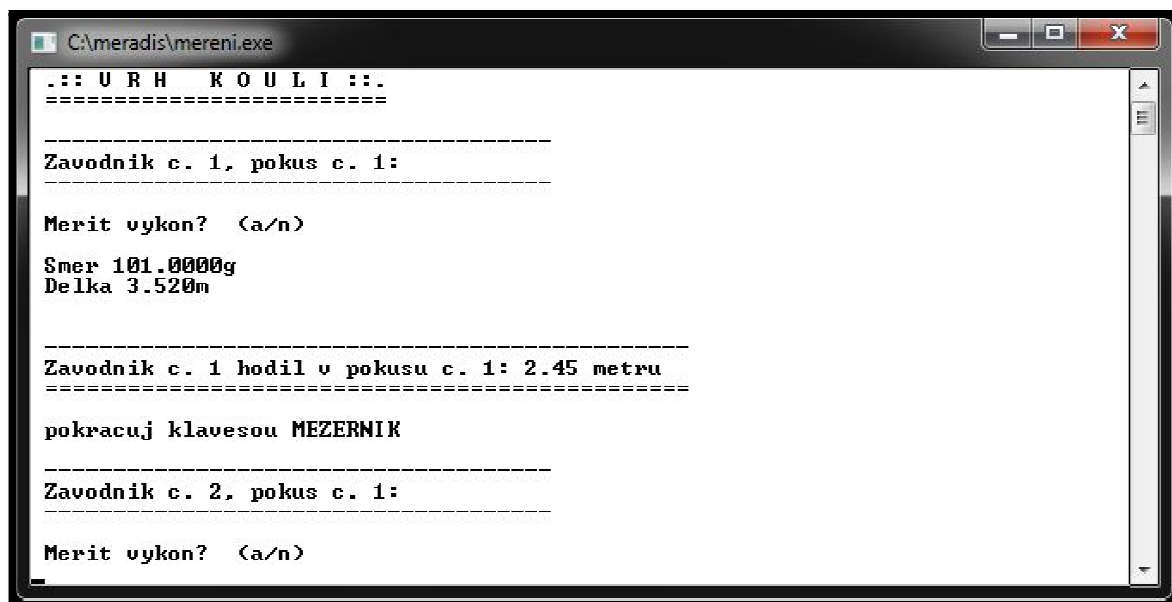 C:\meradis\mereni.exe
.:: V R H   K O U L I ::.
=========================
-------------------------------------
Zavodnik c. 1, pokus c. 1:
-------------------------------------
Merit vykon?  (a/n)
Smer 101.0000g
Delka 3.520m
-----------------------------------------------
Zavodnik c. 1 hodil v pokusu c. 1: 2.45 metru
===============================================
pokracuj klavesou MEZERNIK
-------------------------------------
Zavodnik c. 2, pokus c. 1:
-------------------------------------
Merit vykon?  (a/n)